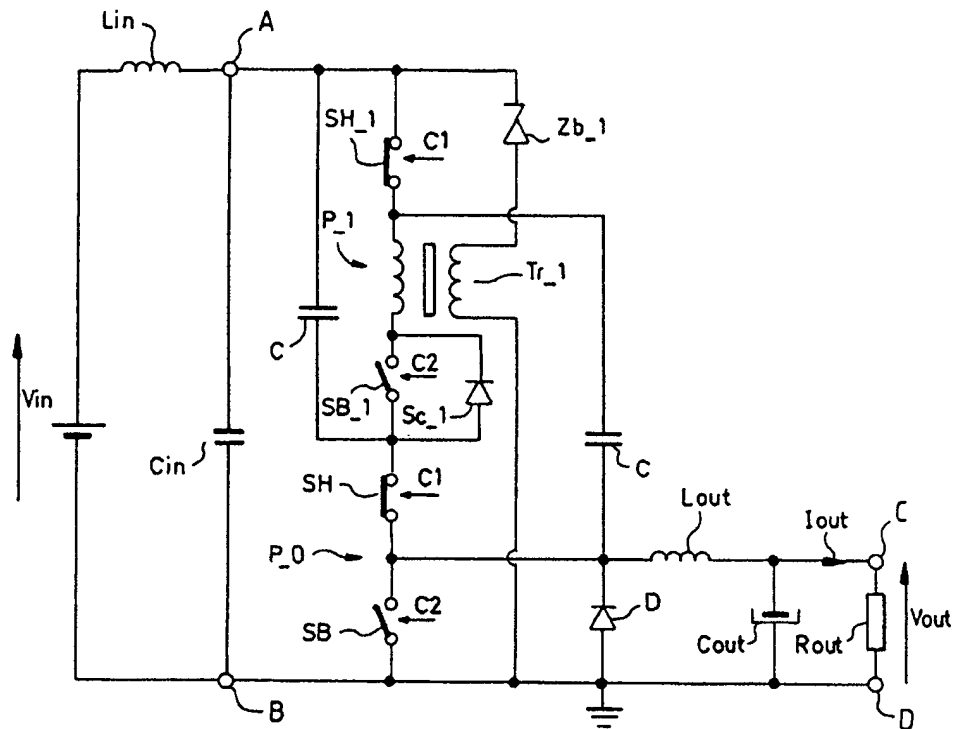 Lin
A
SH_1
C1
Zb_1
P_1
Tr_1
C
C2
SB_1
Sc_1
Vin
Cin
C
SH
C1
Lout
Iout
C
P_0
C2
SB
D
Cout
Rout
Vout
B
D